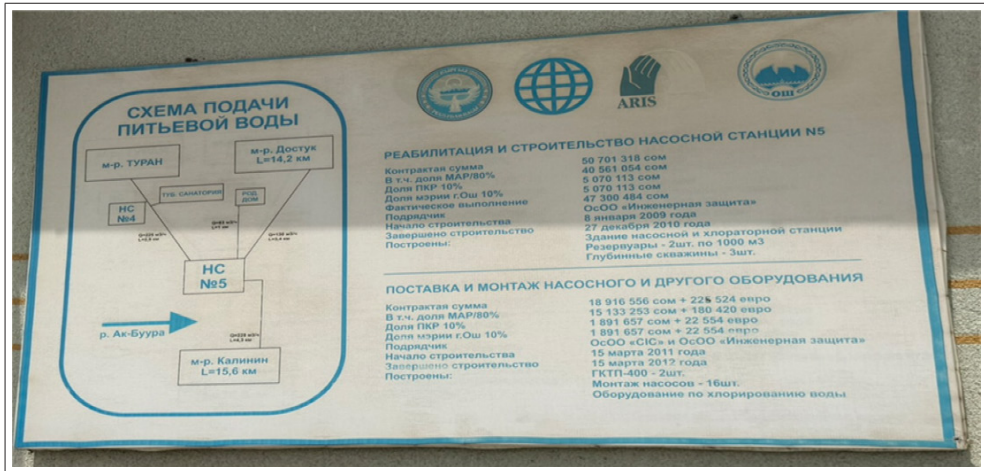 СХЕМА ПОДАЧИ
ПИТЬЕВОЙ ВОДЫ
м-р. ТУРАН
м-р. Достук
L=14,2 км
ТУБ. САНАТОРИЯ
РОД.
ДОМ
НС
№4
НС
№5
р. Ак-Буура
м-р. Калинин
L=15,6 км
ARIS
ОШ
РЕАБИЛИТАЦИЯ И СТРОИТЕЛЬСТВО НАСОСНОЙ СТАНЦИИ N5
Контрактая сумма 50 701 318 сом
В т.ч. доля МАР/80% 40 561 054 сом
Доля ПКР 10% 5 070 113 сом
Доля мэрии г.Ош 10% 5 070 113 сом
Фактическое выполнение 47 300 484 сом
Подрядчик ОсОО «Инженерная защита»
Начало строительства 8 января 2009 года
Завершено строительство 27 декабря 2010 года
Построены: Здание насосной и хлораторной станции
Резервуары - 2шт. по 1000 м3
Глубинные скважины - 3шт.
ПОСТАВКА И МОНТАЖ НАСОСНОГО И ДРУГОГО ОБОРУДОВАНИЯ
Контрактая сумма 18 916 556 сом + 225 524 евро
В т.ч. доля МАР/80% 15 133 253 сом + 180 420 евро
Доля ПКР 10% 1 891 657 сом + 22 554 евро
Доля мэрии г.Ош 10% 1 891 657 сом + 22 554 евро
Подрядчик ОсОО «CIC» и ОсОО «Инженерная защита»
Начало строительства 15 марта 2011 года
Завершено строительство 15 марта 2012 года
Построены: ГКТП-400 - 2шт.
Монтаж насосов - 16шт.
Оборудование по хлорированию воды